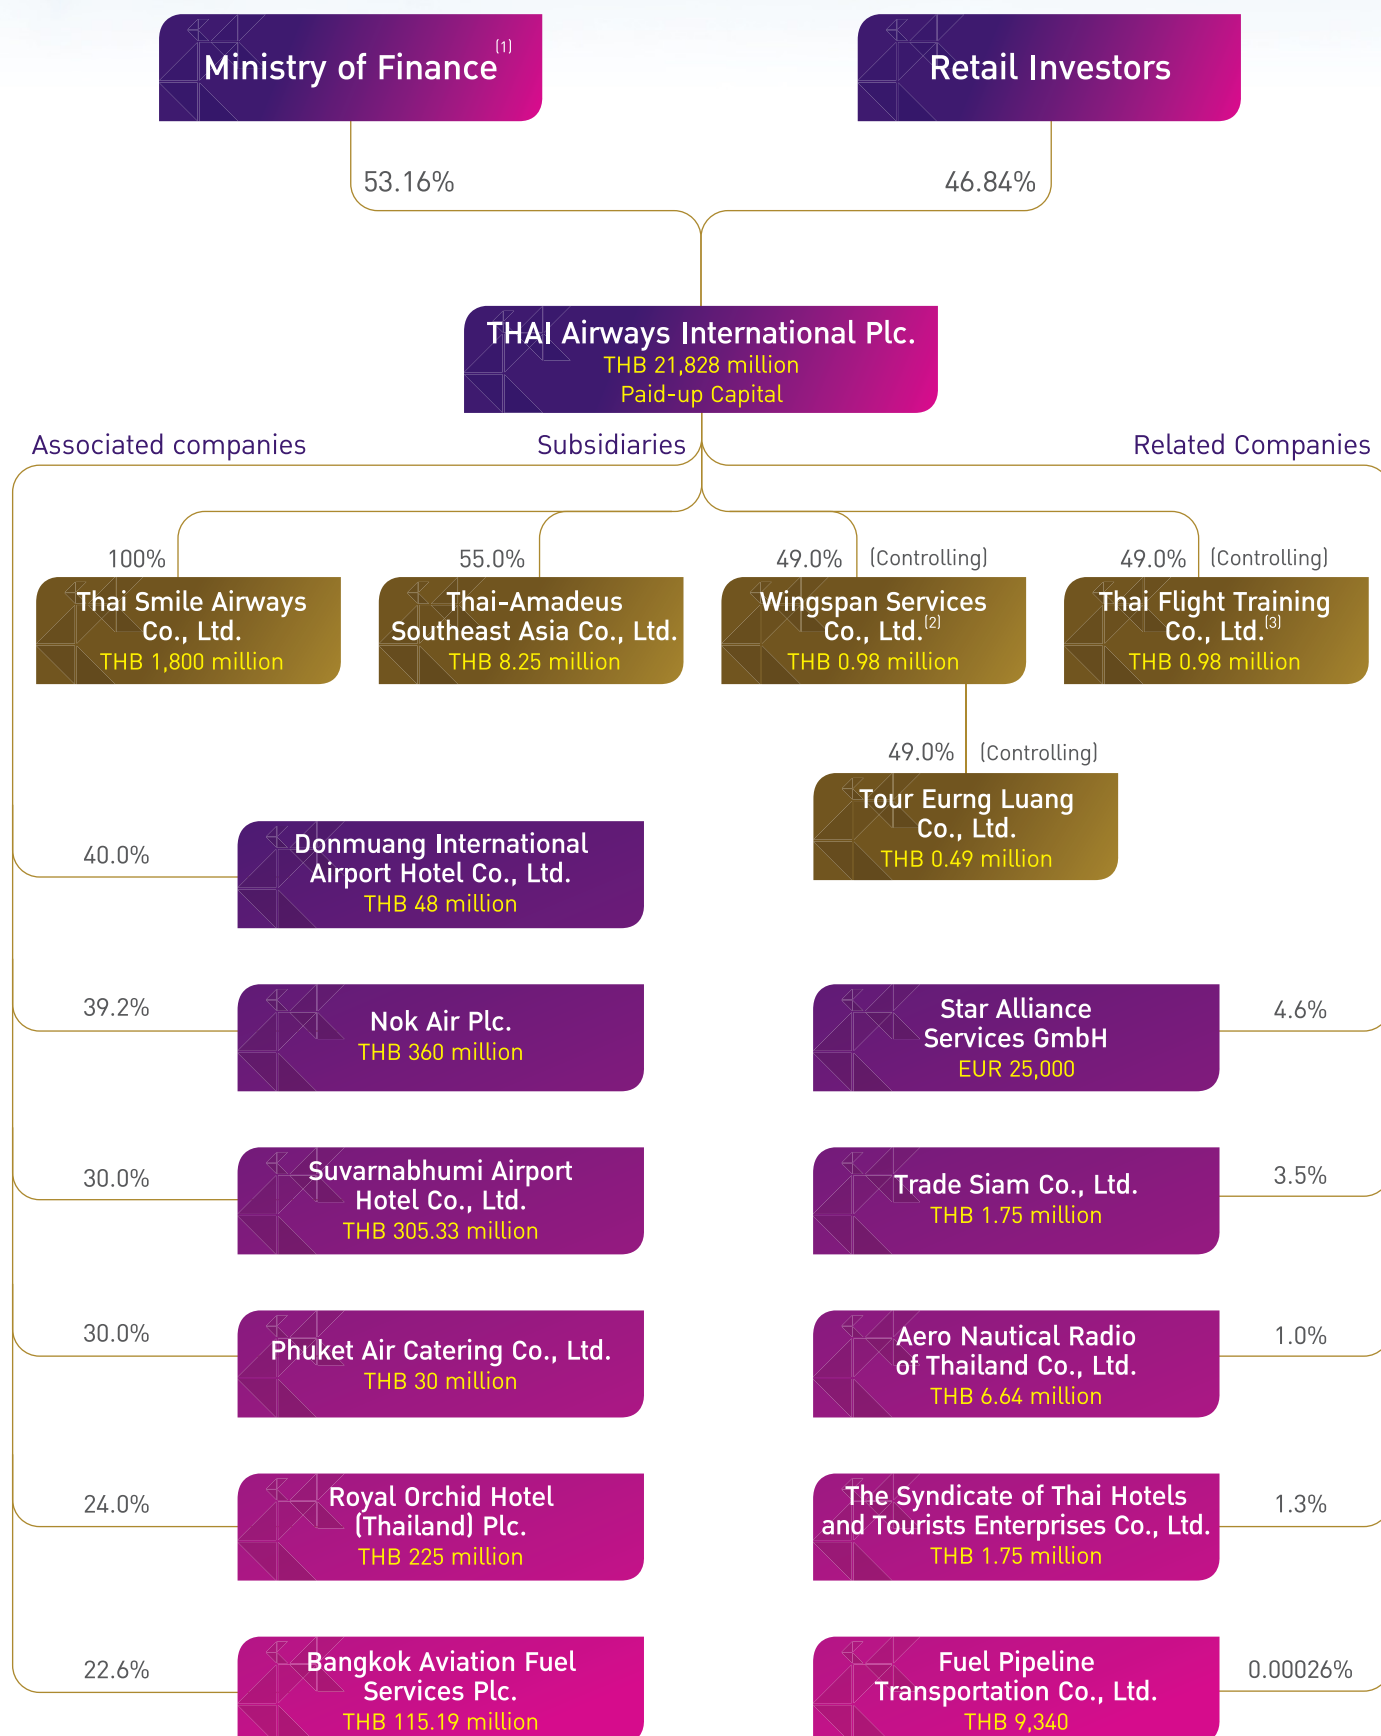 Ministry of Finance (1)
Retail Investors
53.16%
46.84%
THAI Airways International Plc.
THB 21,828 million
Paid-up Capital
Associated companies
Subsidiaries
Related Companies
100%
Thai Smile Airways
Co., Ltd.
THB 1,800 million
55.0%
Thai-Amadeus
Southeast Asia Co., Ltd.
THB 8.25 million
49.0% (Controlling)
Wingspan Services
Co., Ltd.(2)
THB 0.98 million
49.0% (Controlling)
Thai Flight Training
Co., Ltd.(3)
THB 0.98 million
49.0% (Controlling)
Tour Eurng Luang
Co., Ltd.
THB 0.49 million
40.0%
Donmuang International
Airport Hotel Co., Ltd.
THB 48 million
39.2%
Nok Air Plc.
THB 360 million
30.0%
Suvarnabhumi Airport
Hotel Co., Ltd.
THB 305.33 million
30.0%
Phuket Air Catering Co., Ltd.
THB 30 million
24.0%
Royal Orchid Hotel
(Thailand) Plc.
THB 225 million
22.6%
Bangkok Aviation Fuel
Services Plc.
THB 115.19 million
Star Alliance
Services GmbH
EUR 25,000
4.6%
Trade Siam Co., Ltd.
THB 1.75 million
3.5%
Aero Nautical Radio
of Thailand Co., Ltd.
THB 6.64 million
1.0%
The Syndicate of Thai Hotels
and Tourists Enterprises Co., Ltd.
THB 1.75 million
1.3%
Fuel Pipeline
Transportation Co., Ltd.
THB 9,340
0.00026%